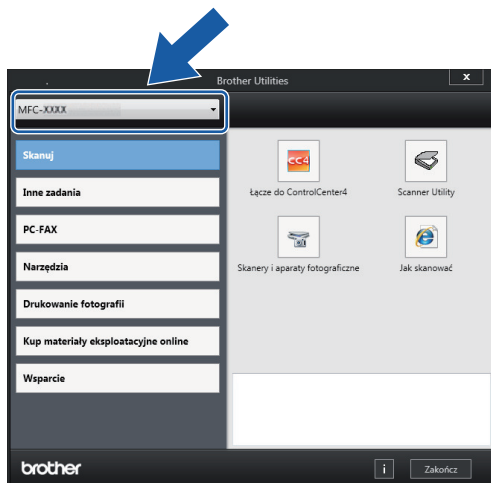 Brother Utilities
X
MFC-XXXX
Skanuj
Inne zadania
PC-FAX
Narzędzia
Drukowanie fotografii
Kup materiały eksploatacyjne online
Wsparcie
CC4
Łącze do ControlCenter4
Scanner Utility
Skanery i aparaty fotograficzne
Jak skanować
brother
i
Zakończ